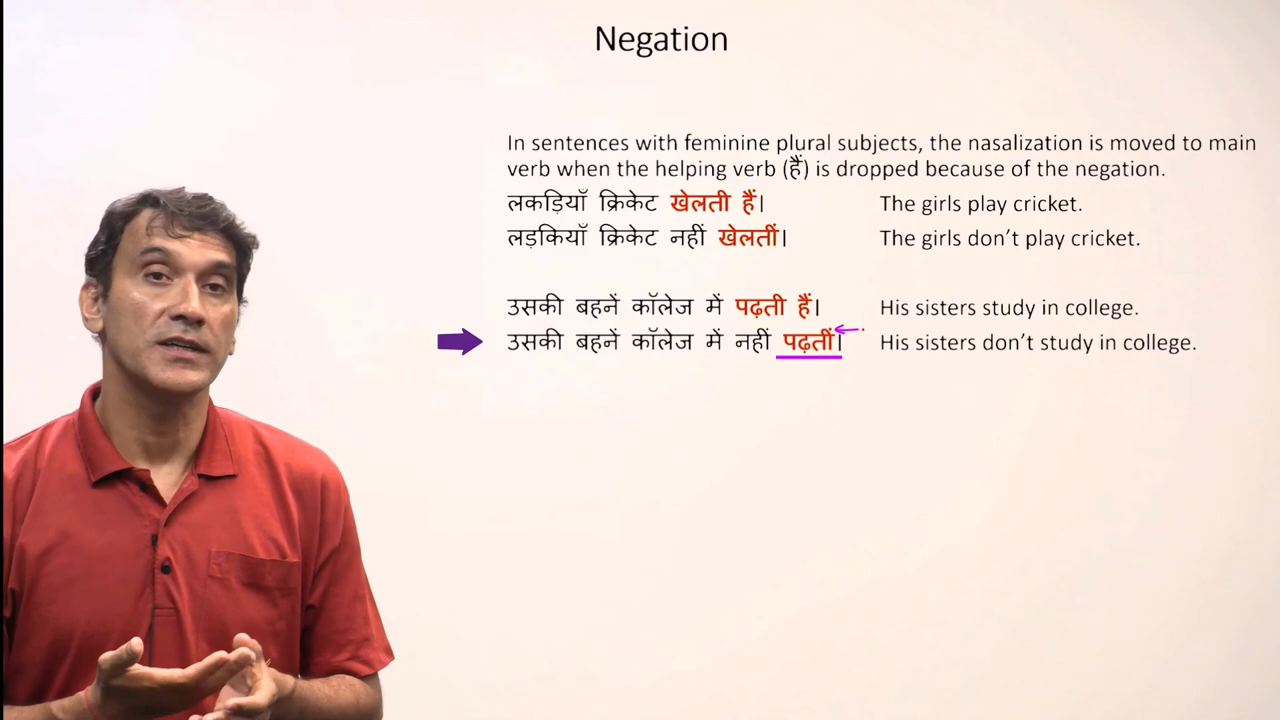 Negation
In sentences with feminine plural subjects, the nasalization is moved to main
verb when the helping verb (हैं) is dropped because of the negation.
लकड़ियाँ क्रिकेट खेलती हैं। The girls play cricket.
लड़कियाँ क्रिकेट नहीं खेलतीं। The girls don't play cricket.
उसकी बहनें कॉलेज में पढ़ती हैं। His sisters study in college.
उसकी बहनें कॉलेज में नहीं पढ़तीं। His sisters don't study in college.